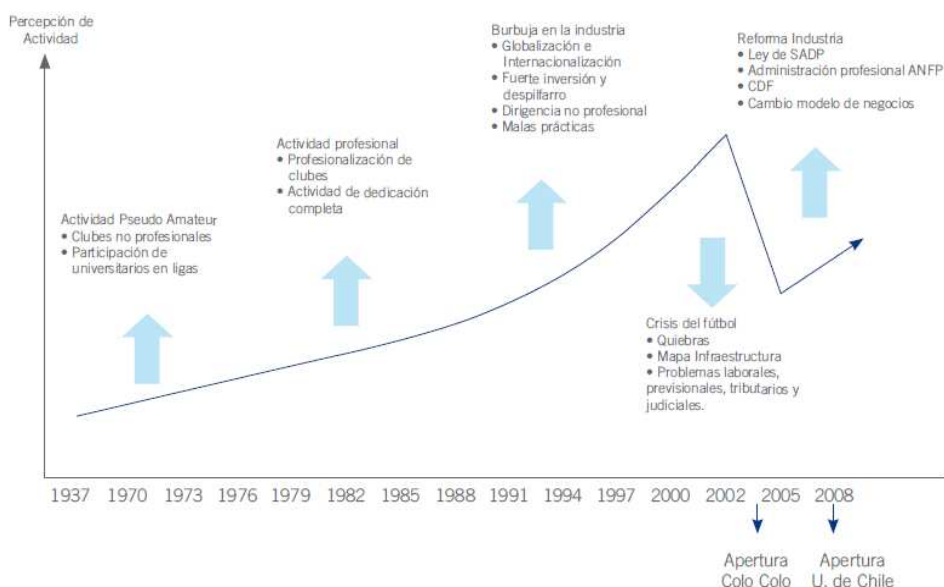 Percepción de
Actividad
Actividad Pseudo Amateur
• Clubes no profesionales
• Participación de
universitarios en ligas
Actividad profesional
• Profesionalización de
clubes
• Actividad de dedicación
completa
Burbuja en la industria
• Globalización e
Internacionalización
• Fuerte inversión y
despilfarro
• Dirigencia no profesional
• Malas prácticas
Reforma Industria
• Ley de SADP
• Administración profesional ANFP
• CDF
• Cambio modelo de negocios
Crisis del fútbol
• Quiebras
• Mapa Infraestructura
• Problemas laborales,
previsionales, tributarios y
judiciales.
1937 1970 1973 1976 1979 1982 1985 1988 1991 1994 1997 2000 2002 2005 2008
Apertura
Colo Colo
Apertura
U. de Chile